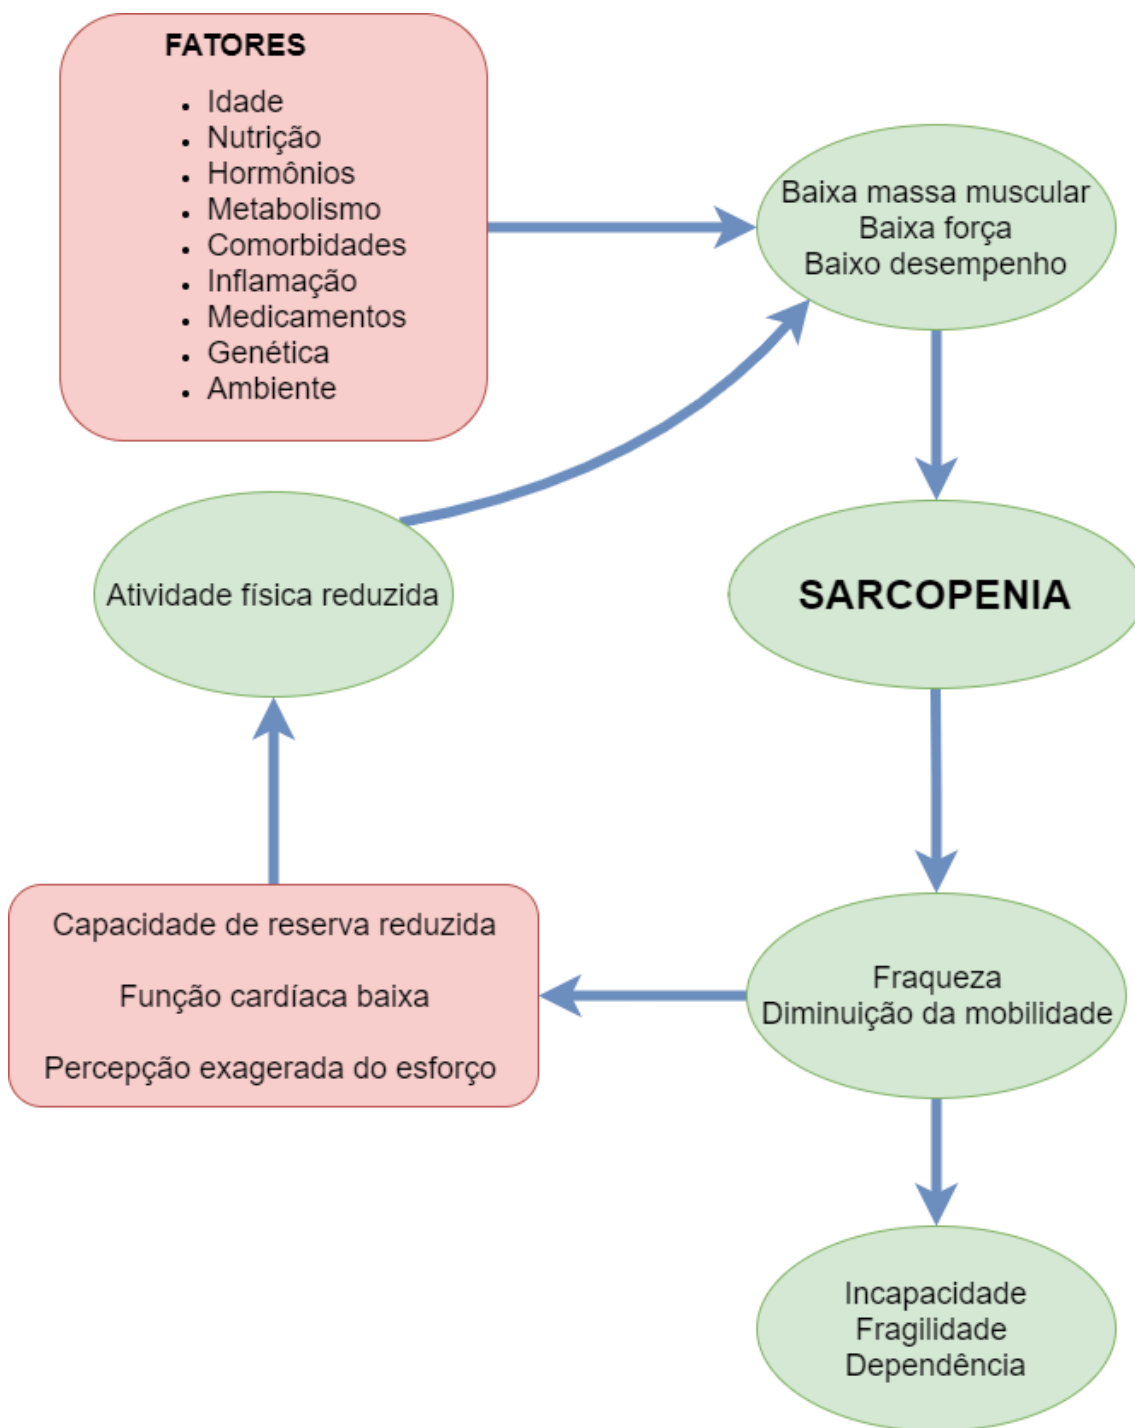 FATORES
Idade
Nutrição
Hormônios
Metabolismo
Comorbidades
Inflamação
Medicamentos
Genética
Ambiente
Baixa massa muscular
Baixa força
Baixo desempenho
SARCOPENIA
Fraqueza
Diminuição da mobilidade
Capacidade de reserva reduzida
Função cardíaca baixa
Percepção exagerada do esforço
Atividade física reduzida
Incapacidade
Fragilidade
Dependência